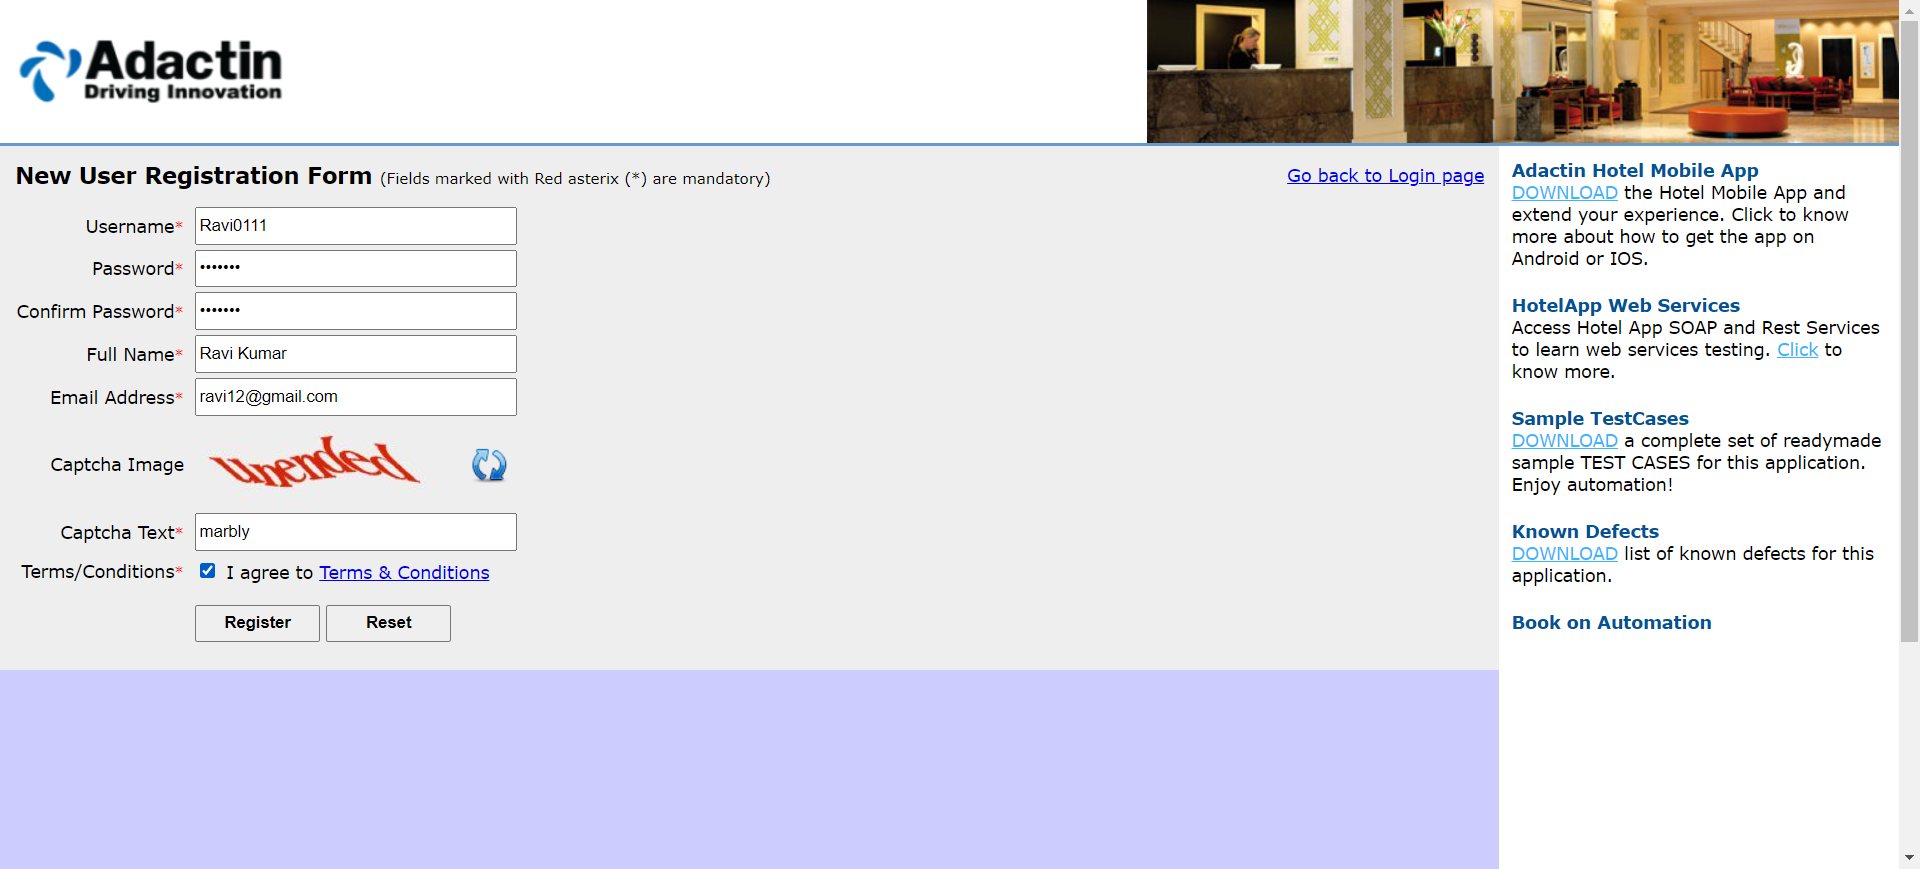 Adactin
Driving Innovation
New User Registration Form (Fields marked with Red asterix (*) are mandatory)
Go back to Login page
Username* Ravi0111
Password* •••••••
Confirm Password* •••••••
Full Name* Ravi Kumar
Email Address* ravi12@gmail.com
Captcha Image
Captcha Text* marbly
Terms/Conditions* I agree to Terms & Conditions
Register Reset
Adactin Hotel Mobile App
DOWNLOAD the Hotel Mobile App and
extend your experience. Click to know
more about how to get the app on
Android or IOS.
HotelApp Web Services
Access Hotel App SOAP and Rest Services
to learn web services testing. Click to
know more.
Sample TestCases
DOWNLOAD a complete set of readymade
sample TEST CASES for this application.
Enjoy automation!
Known Defects
DOWNLOAD list of known defects for this
application.
Book on Automation